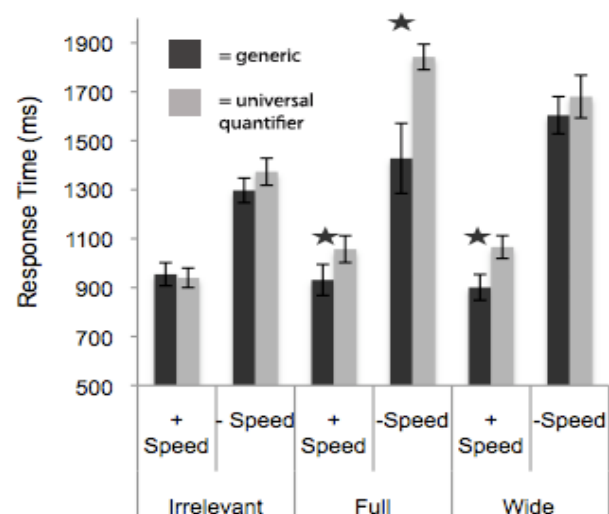 Response Time (ms)
1900
1700
1500
1300
1100
900
700
500
= generic
= universal
quantifier
+
Speed
- Speed
+
Speed
-Speed
+
Speed
-Speed
Irrelevant
Full
Wide